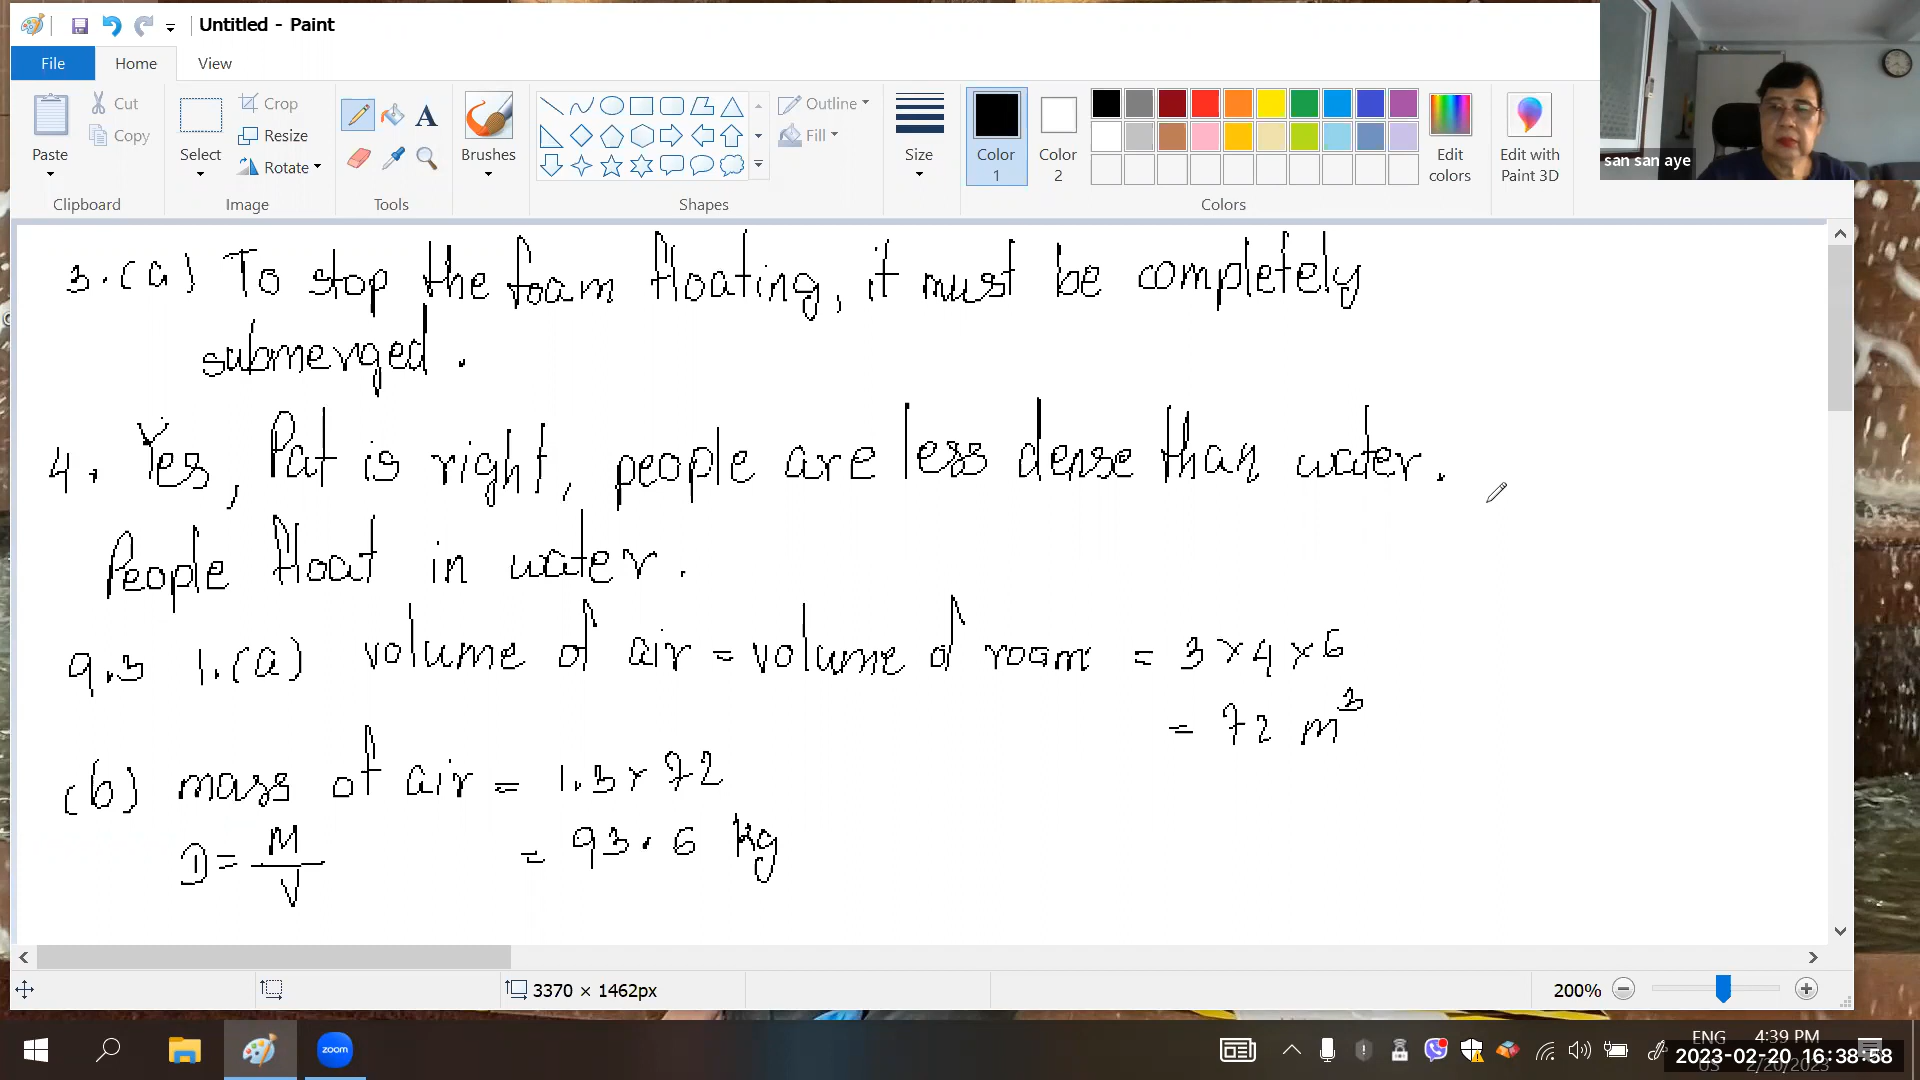 Untitled - Paint
File Home View
Cut
Copy
Paste
Clipboard
Select
Crop
Resize
Rotate
Image
Tools
Brushes
Shapes
Outline
Fill
Size
Color 1
Color 2
Colors
Edit colors
Edit with Paint 3D
san san aye
3.(a) To stop the foam floating, it must be completely
submerged.
4. Yes, Pat is right, people are less dense than water.
People float in water.
9.3 1.(a) volume of air = volume of room = 3 × 4 × 6
= 72 m³
(b) mass of air = 1.3 × 72
D = M/V = 93.6 kg
3370 × 1462px
200%
zoom
ENG 4:39 PM
US 2/20/2023
2023-02-20 16:38:58